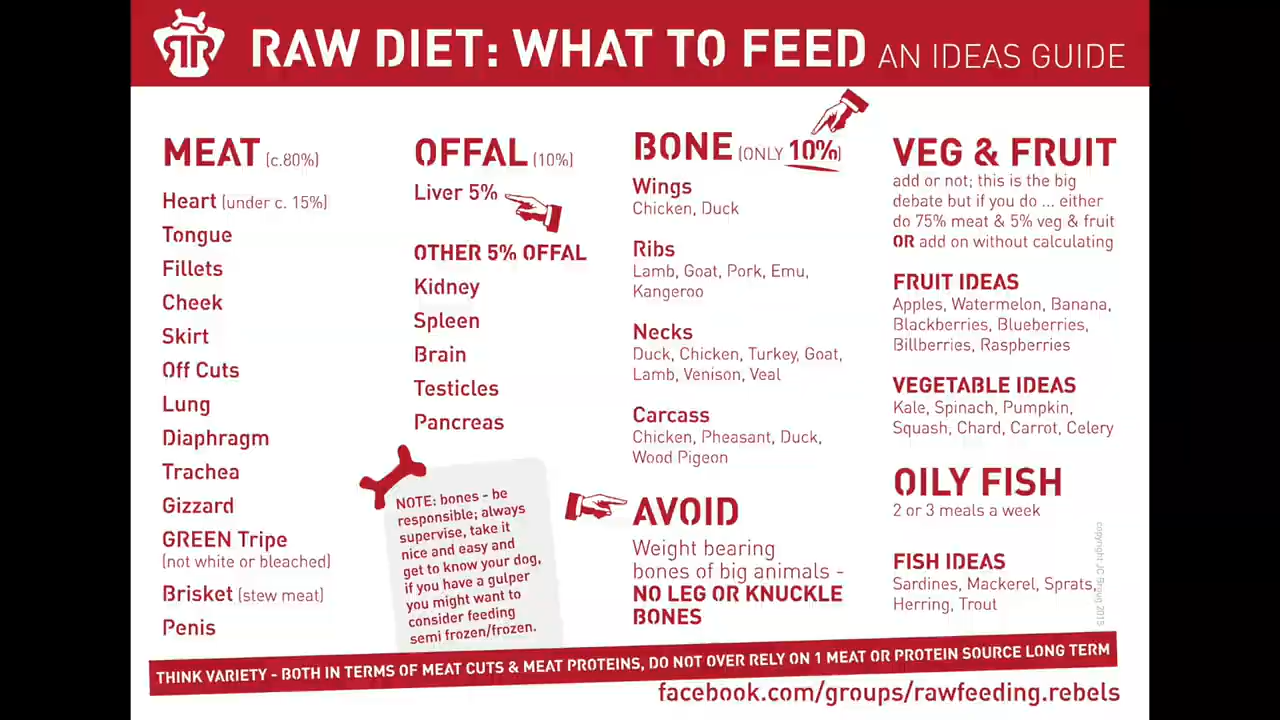 RR
RAW DIET: WHAT TO FEED AN IDEAS GUIDE
MEAT (c.80%)
Heart (under c. 15%)
Tongue
Fillets
Cheek
Skirt
Off Cuts
Lung
Diaphragm
Trachea
Gizzard
GREEN Tripe
(not white or bleached)
Brisket (stew meat)
Penis
OFFAL (10%)
Liver 5%
OTHER 5% OFFAL
Kidney
Spleen
Brain
Testicles
Pancreas
NOTE: bones - be
responsible; always
supervise, take it
nice and easy and
get to know your dog,
if you have a gulper
you might want to
consider feeding
semi frozen/frozen.
BONE (ONLY 10%)
Wings
Chicken, Duck
Ribs
Lamb, Goat, Pork, Emu,
Kangeroo
Necks
Duck, Chicken, Turkey, Goat,
Lamb, Venison, Veal
Carcass
Chicken, Pheasant, Duck,
Wood Pigeon
AVOID
Weight bearing
bones of big animals -
NO LEG OR KNUCKLE
BONES
VEG & FRUIT
add or not; this is the big
debate but if you do ... either
do 75% meat & 5% veg & fruit
OR add on without calculating
FRUIT IDEAS
Apples, Watermelon, Banana,
Blackberries, Blueberries,
Billberries, Raspberries
VEGETABLE IDEAS
Kale, Spinach, Pumpkin,
Squash, Chard, Carrot, Celery
OILY FISH
2 or 3 meals a week
FISH IDEAS
Sardines, Mackerel, Sprats,
Herring, Trout
copyright JC Group 2015
THINK VARIETY - BOTH IN TERMS OF MEAT CUTS & MEAT PROTEINS, DO NOT OVER RELY ON 1 MEAT OR PROTEIN SOURCE LONG TERM
facebook.com/groups/rawfeeding.rebels